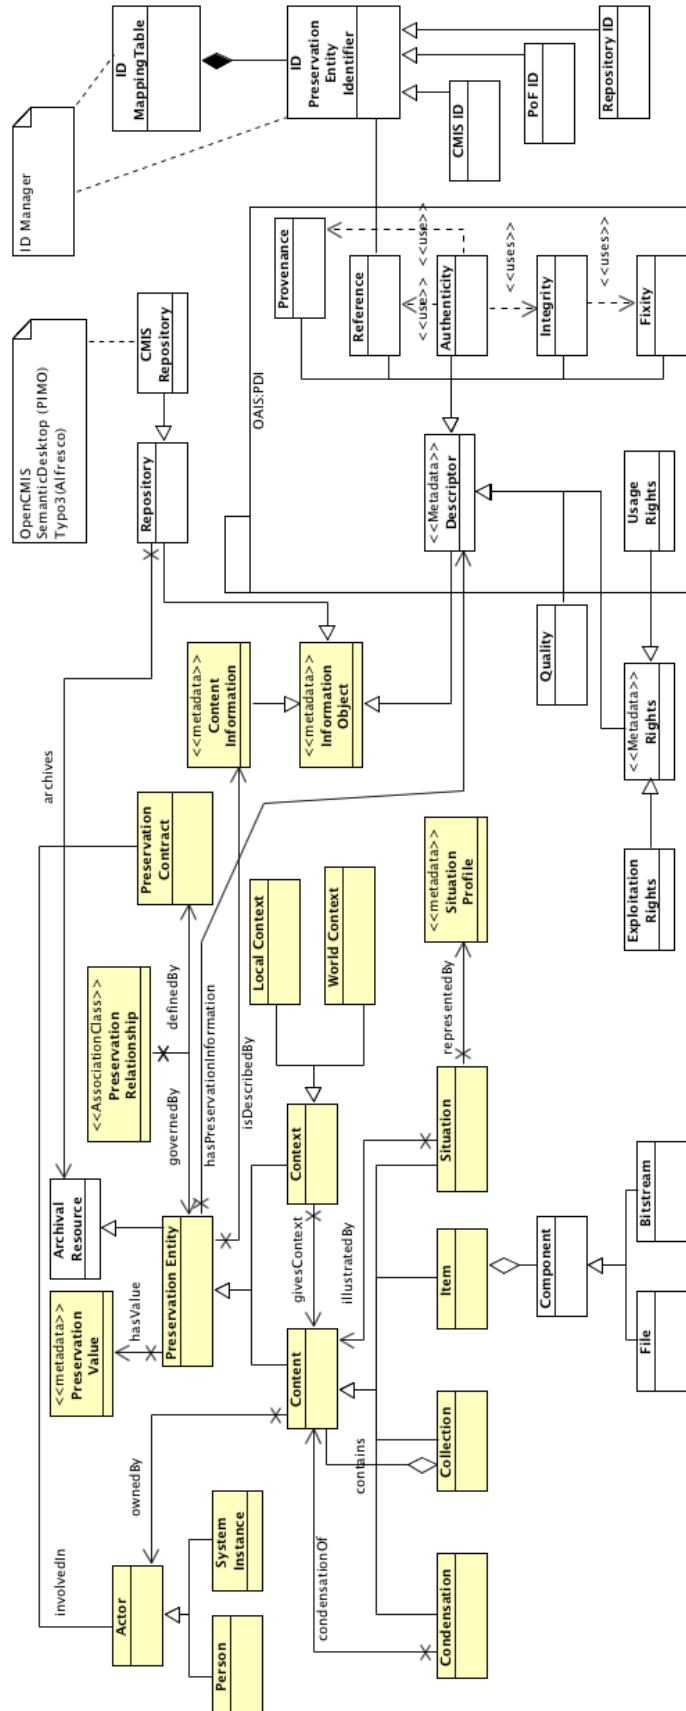 involvedIn
Actor
Person
System
Instance
ownedBy
<<metadata>>
Preservation
Value
hasValue
Archival
Resource
Preservation Entity
<<AssociationClass>>
Preservation
Relationship
governedBy
definedBy
Preservation
Contract
archives
hasPreservationInformation
isDescribedBy
OpenCMIS
SemanticDesktop (PIMO)
Typo3(Alfresco)
Repository
CMIS
Repository
ID Manager
ID
MappingTable
ID
Preservation
Entity
Identifier
CMIS ID
PoF ID
Repository ID
<<metadata>>
Content
Information
<<metadata>>
Information
Object
Content
givesContext
Context
Local Context
World Context
condensationOf
contains
illustratedBy
Condensation
Collection
Item
Situation
representedBy
<<metadata>>
Situation
Profile
Component
File
Bitstream
OAIS:PDI
<<Metadata>>
Descriptor
Provenance
Reference
<<use>>
<<use>>
Authenticity
<<uses>>
Integrity
<<uses>>
Fixity
Quality
<<Metadata>>
Rights
Exploitation
Rights
Usage
Rights